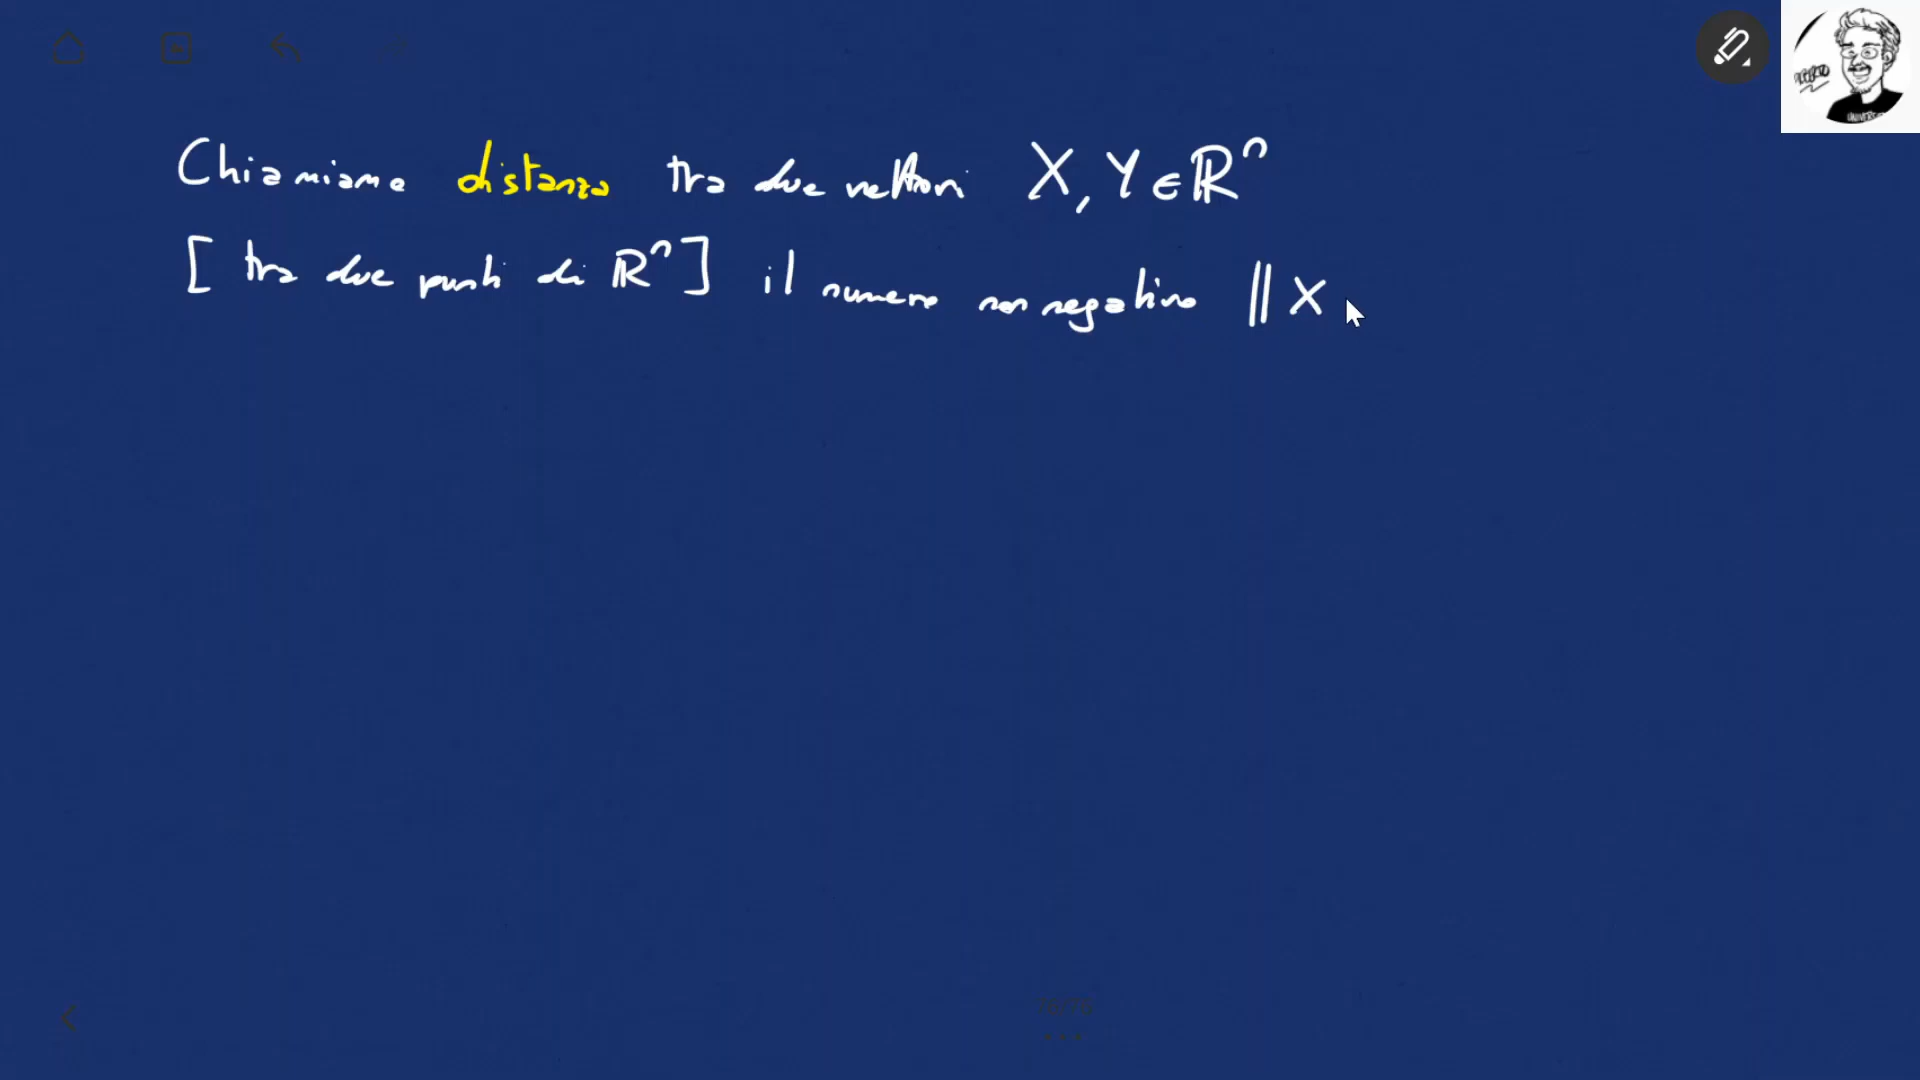 Chiamiamo distanza tra due vettori X, Y ∈ ℝⁿ
[ tra due punti di ℝⁿ ] il numero non negativo || X